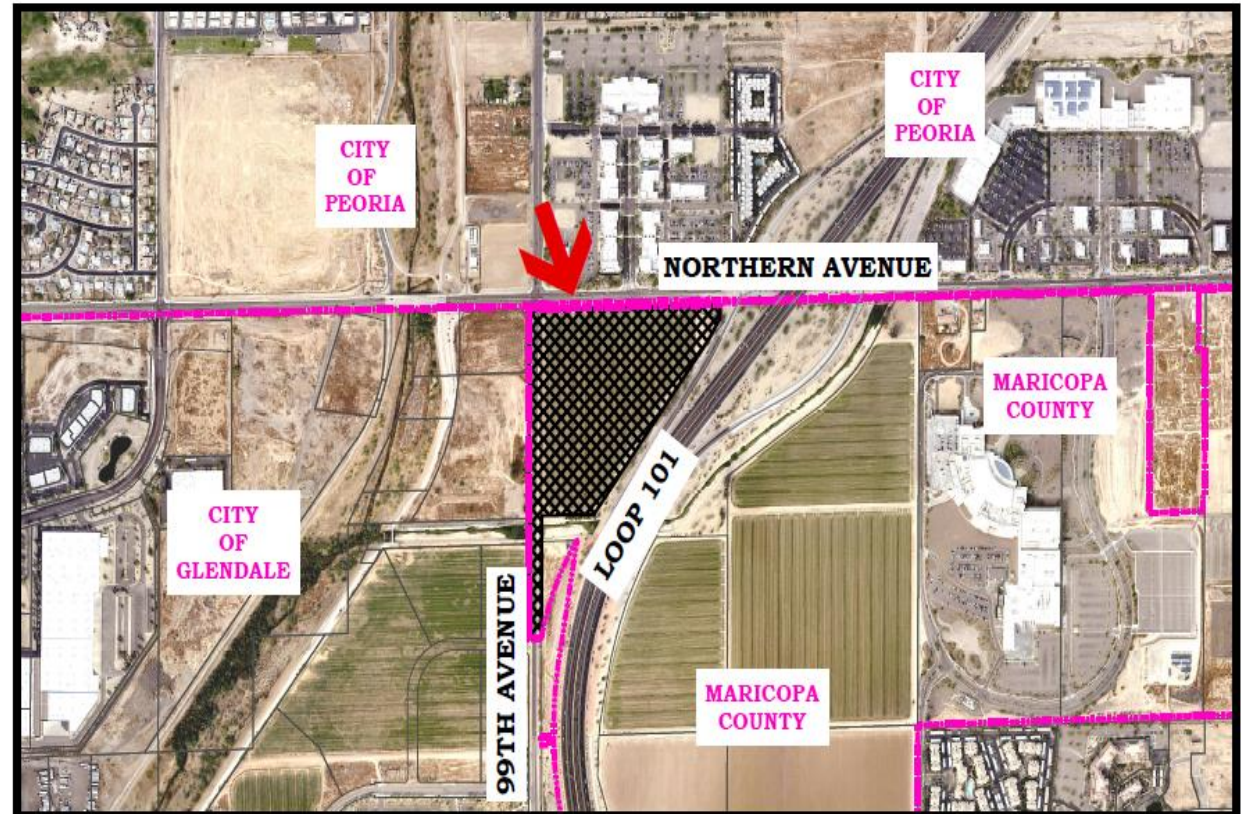 CITY
OF
PEORIA
CITY
OF
PEORIA
NORTHERN AVENUE
MARICOPA
COUNTY
LOOP 101
CITY
OF
GLENDALE
99TH AVENUE
MARICOPA
COUNTY